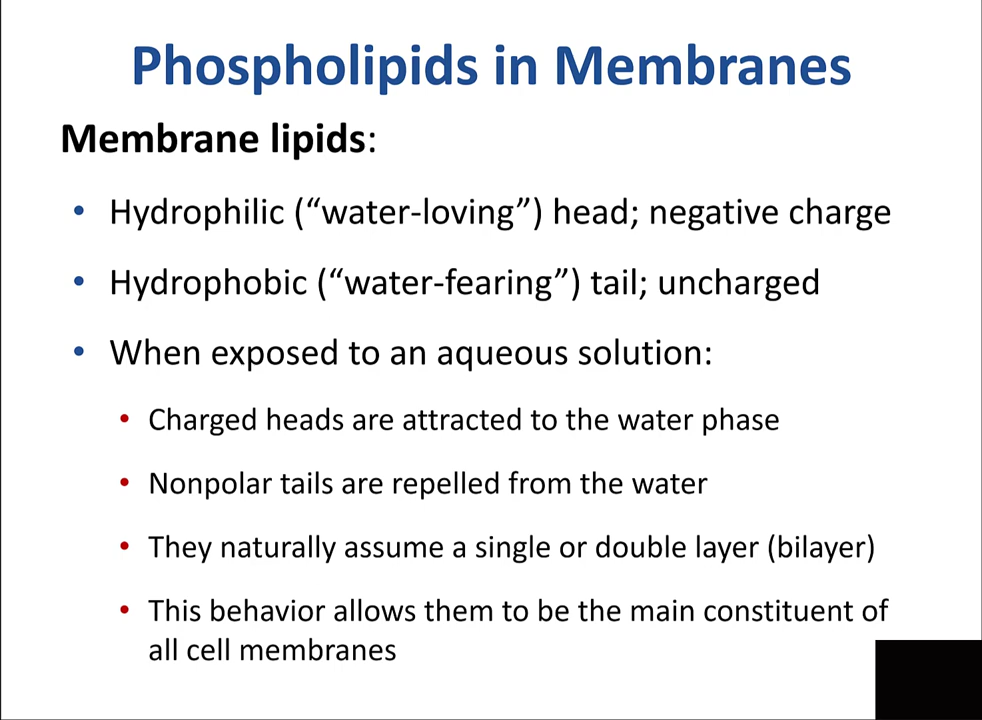 Phospholipids in Membranes
Membrane lipids:
• Hydrophilic (“water-loving”) head; negative charge
• Hydrophobic (“water-fearing”) tail; uncharged
• When exposed to an aqueous solution:
• Charged heads are attracted to the water phase
• Nonpolar tails are repelled from the water
• They naturally assume a single or double layer (bilayer)
• This behavior allows them to be the main constituent of
all cell membranes